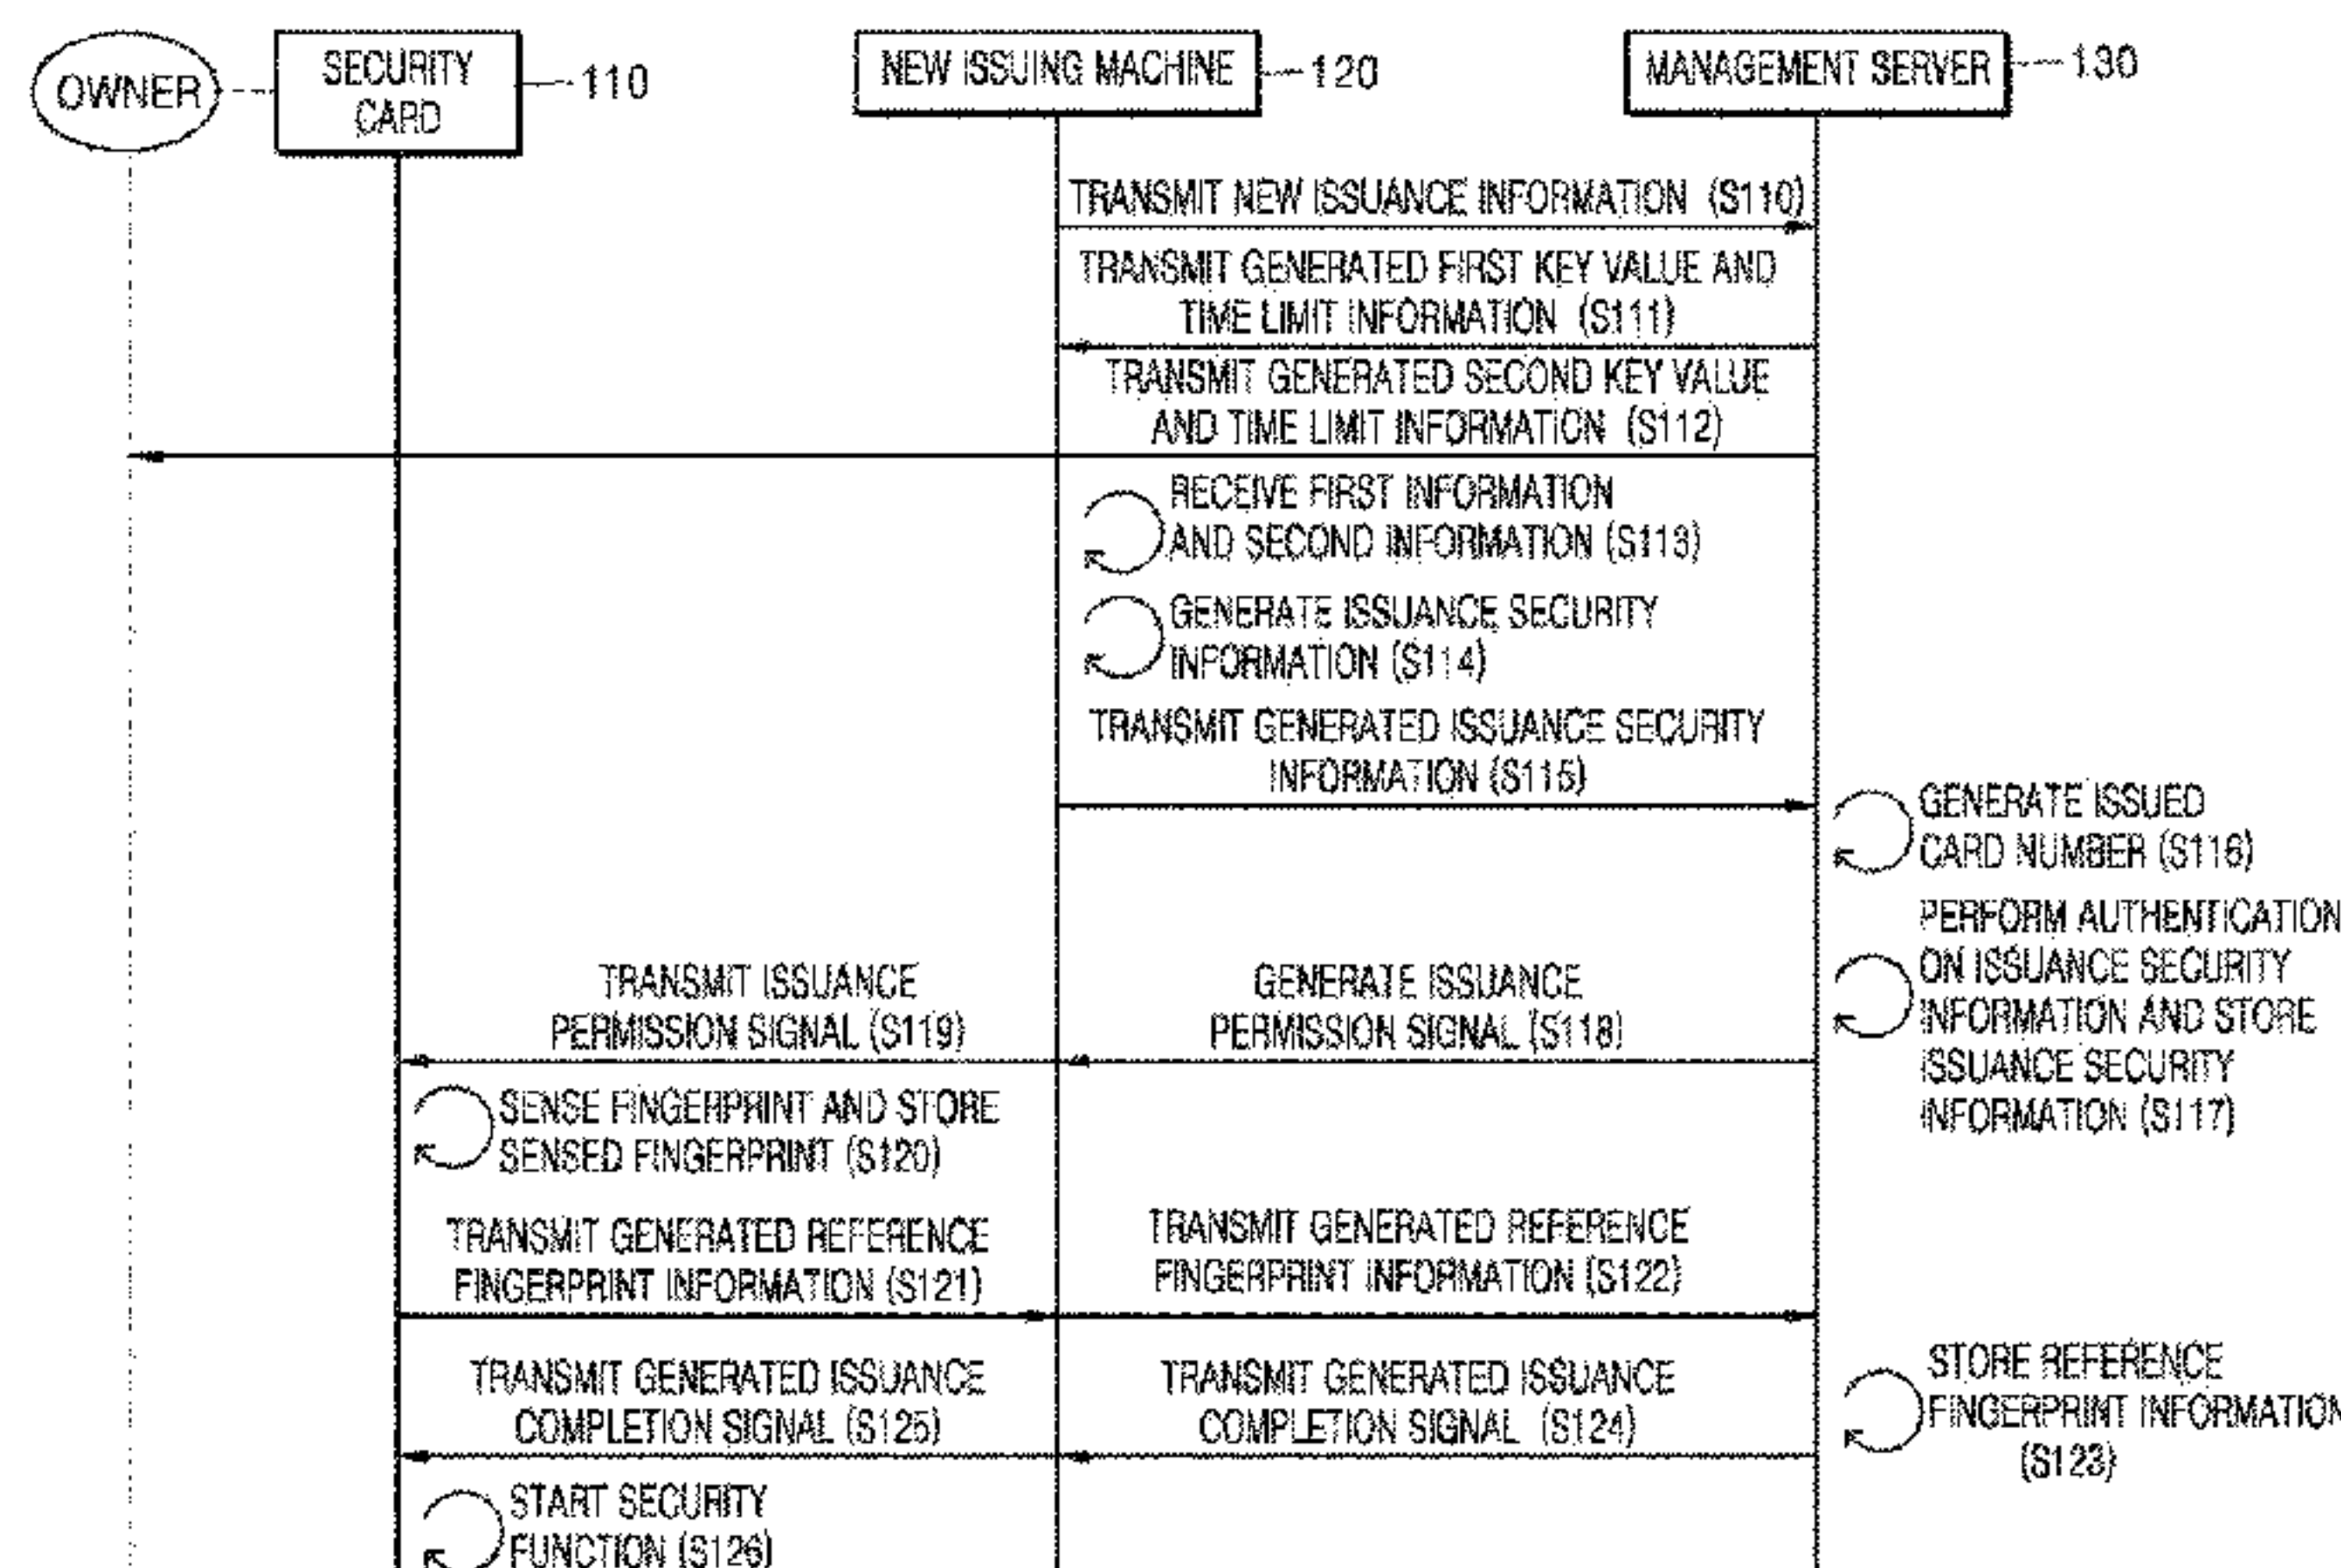 OWNER
SECURITY
CARD
110
NEW ISSUING MACHINE
120
MANAGEMENT SERVER
130
TRANSMIT NEW ISSUANCE INFORMATION (S110)
TRANSMIT GENERATED FIRST KEY VALUE AND
TIME LIMIT INFORMATION (S111)
TRANSMIT GENERATED SECOND KEY VALUE
AND TIME LIMIT INFORMATION (S112)
RECEIVE FIRST INFORMATION
AND SECOND INFORMATION (S113)
GENERATE ISSUANCE SECURITY
INFORMATION (S114)
TRANSMIT GENERATED ISSUANCE SECURITY
INFORMATION (S115)
GENERATE ISSUED
CARD NUMBER (S116)
PERFORM AUTHENTICATION
ON ISSUANCE SECURITY
INFORMATION AND STORE
ISSUANCE SECURITY
INFORMATION (S117)
TRANSMIT ISSUANCE
PERMISSION SIGNAL (S119)
GENERATE ISSUANCE
PERMISSION SIGNAL (S118)
SENSE FINGERPRINT AND STORE
SENSED FINGERPRINT (S120)
TRANSMIT GENERATED REFERENCE
FINGERPRINT INFORMATION (S121)
TRANSMIT GENERATED REFERENCE
FINGERPRINT INFORMATION (S122)
STORE REFERENCE
FINGERPRINT INFORMATION
(S123)
TRANSMIT GENERATED ISSUANCE
COMPLETION SIGNAL (S125)
TRANSMIT GENERATED ISSUANCE
COMPLETION SIGNAL (S124)
START SECURITY
FUNCTION (S126)